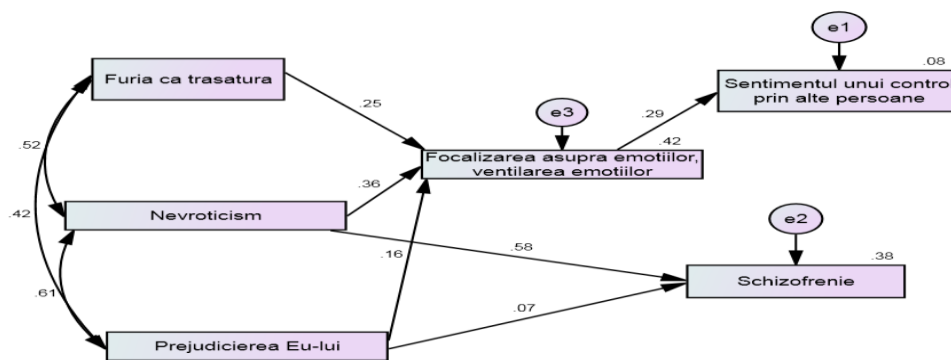 e1
.08
Furia ca trasatura
Sentimentul unui contro
prin alte persoane
.25
e3
.29
.52
.42
Focalizarea asupra emotiilor,
ventilarea emotiilor
.36
.42
Nevroticism
e2
.58
.16
.38
.61
Schizofrenie
.07
Prejudicierea Eu-lui